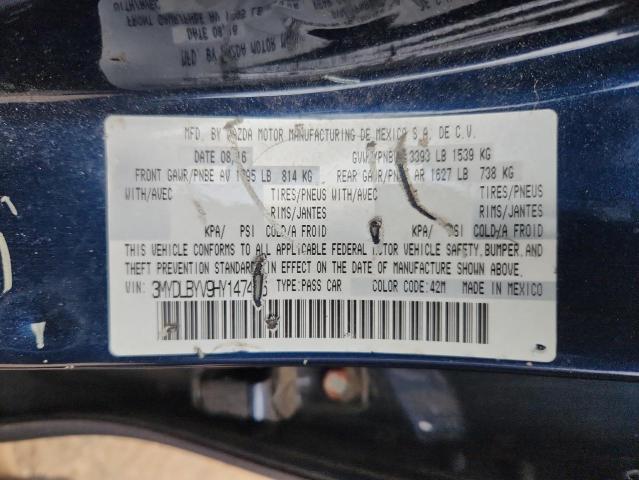 MFD. BY MAZDA MOTOR MANUFACTURING DE MEXICO S.A. DE C.V.
DATE 08/16 3393 LB 1539 KG
FRONT GAWR/PNBE AV LB 814 KG REAR GAWR/PNBE AR 1627 LB 738 KG
WITH/AVEC TIRES/PNEUS WITH/AVEC TIRES/PNEUS
RIMS/JANTES RIMS/JANTES
KPA/ PSI COLD/A FROID KPA/ PSI COLD/A FROID
THIS VEHICLE CONFORMS TO ALL APPLICABLE FEDERAL MOTOR VEHICLE SAFETY, BUMPER, AND
THEFT PREVENTION STANDARDS IN EFFECT ON THE DATE OF MANUFACTURE SHOWN ABOVE.
VIN: TYPE: PASS CAR COLOR CODE: 42M MADE IN MEXICO